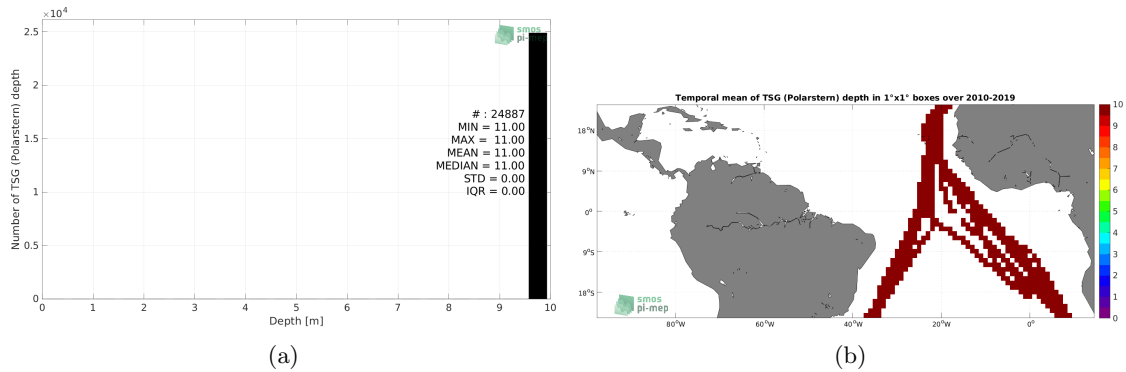 ×10⁴
2.5
2
1.5
1
0.5
0
Number of TSG (Polarstern) depth
smos
pi-mep
# : 24887
MIN = 11.00
MAX = 11.00
MEAN = 11.00
MEDIAN = 11.00
STD = 0.00
IQR = 0.00
0 1 2 3 4 5 6 7 8 9 10
Depth [m]
(a)
Temporal mean of TSG (Polarstern) depth in 1°x1° boxes over 2010-2019
18°N
9°N
0°
9°S
18°S
smos
pi-mep
80°W 60°W 40°W 20°W 0°
10
9
8
7
6
5
4
3
2
1
0
(b)